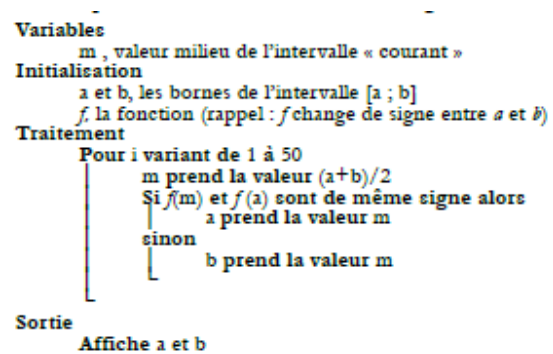 Variables
m , valeur milieu de l'intervalle « courant »
Initialisation
a et b, les bornes de l'intervalle [a ; b]
f, la fonction (rappel : f change de signe entre a et b)
Traitement
Pour i variant de 1 à 50
m prend la valeur (a+b)/2
Si f(m) et f (a) sont de même signe alors
a prend la valeur m
sinon
b prend la valeur m
Sortie
Affiche a et b